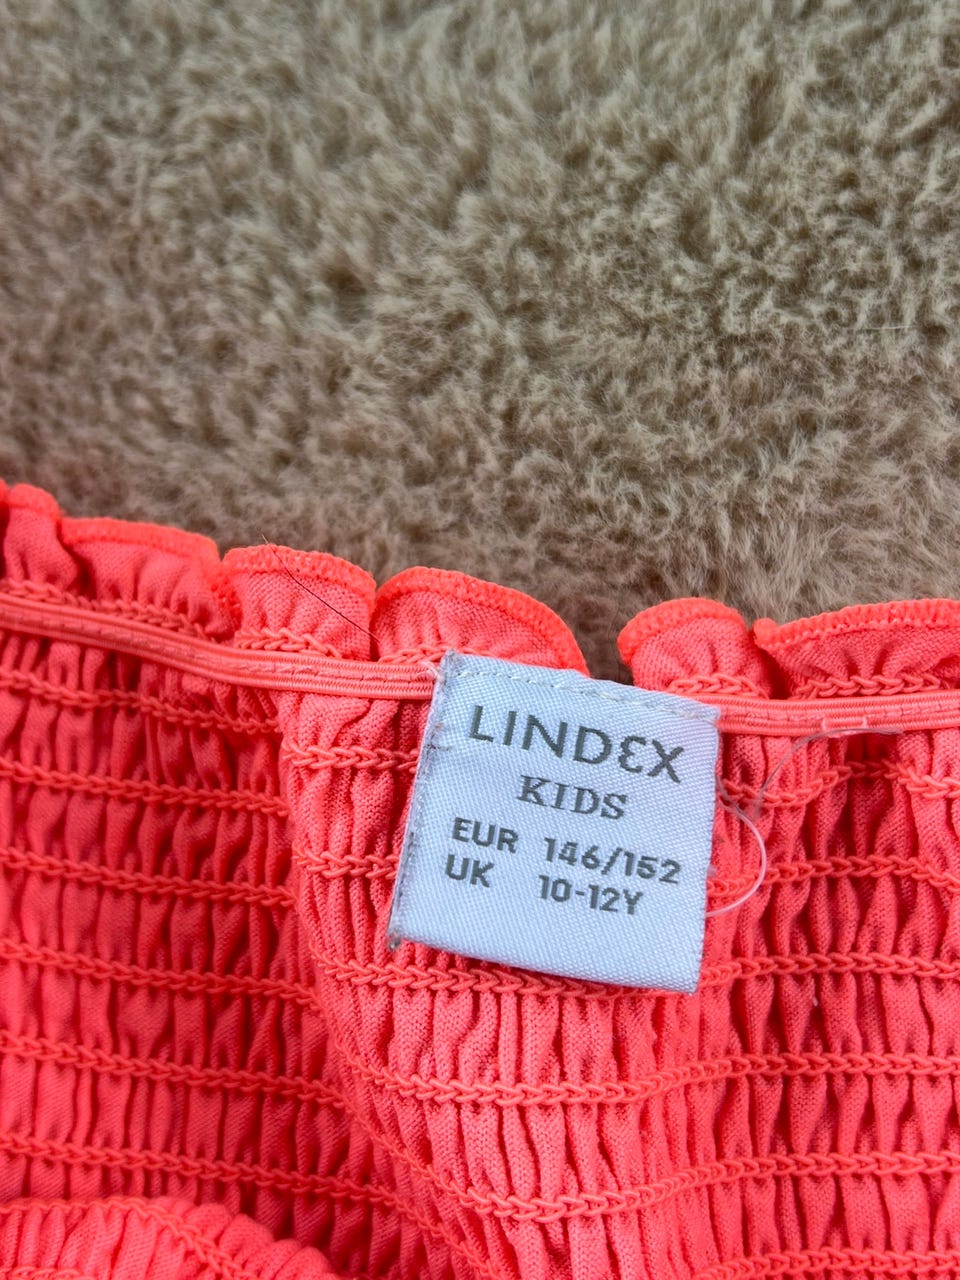 LINDEX
KIDS
EUR 146/152
UK 10-12Y